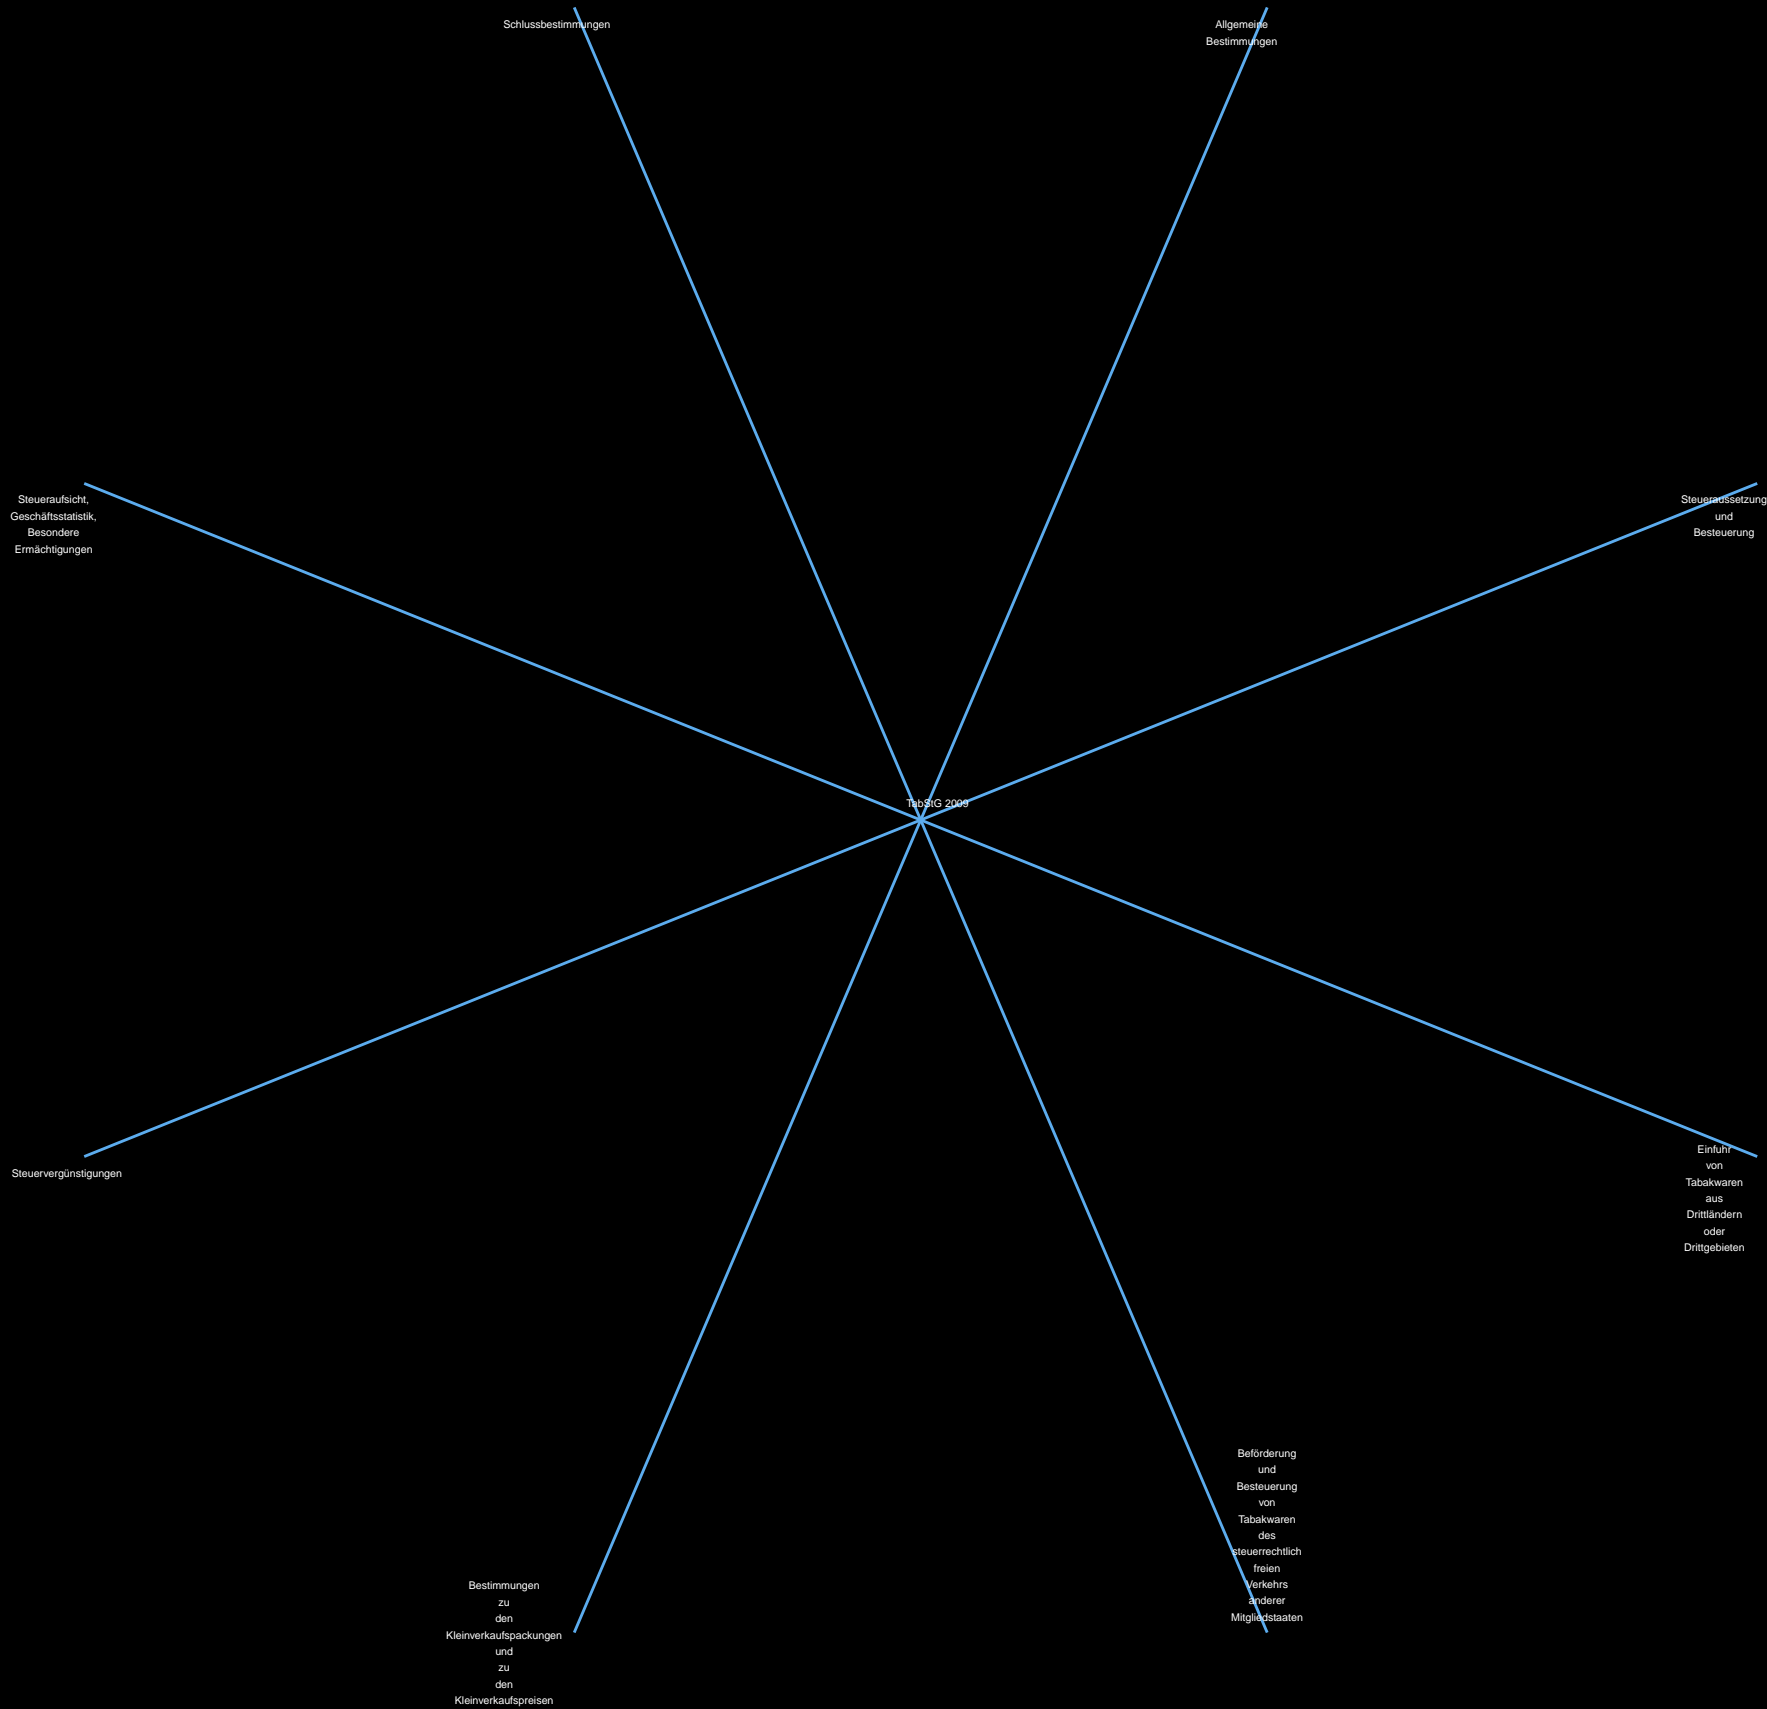 Schlussbestimmungen
Allgemeine
Bestimmungen
Steueraufsicht,
Geschäftsstatistik,
Besondere
Ermächtigungen
Steueraussetzung
und
Besteuerung
TabStG 2009
Steuervergünstigungen
Einfuhr
von
Tabakwaren
aus
Drittländern
oder
Drittgebieten
Beförderung
und
Besteuerung
von
Tabakwaren
des
steuerrechtlich
freien
Verkehrs
anderer
Mitgliedstaaten
Bestimmungen
zu
den
Kleinverkaufspackungen
und
zu
den
Kleinverkaufspreisen